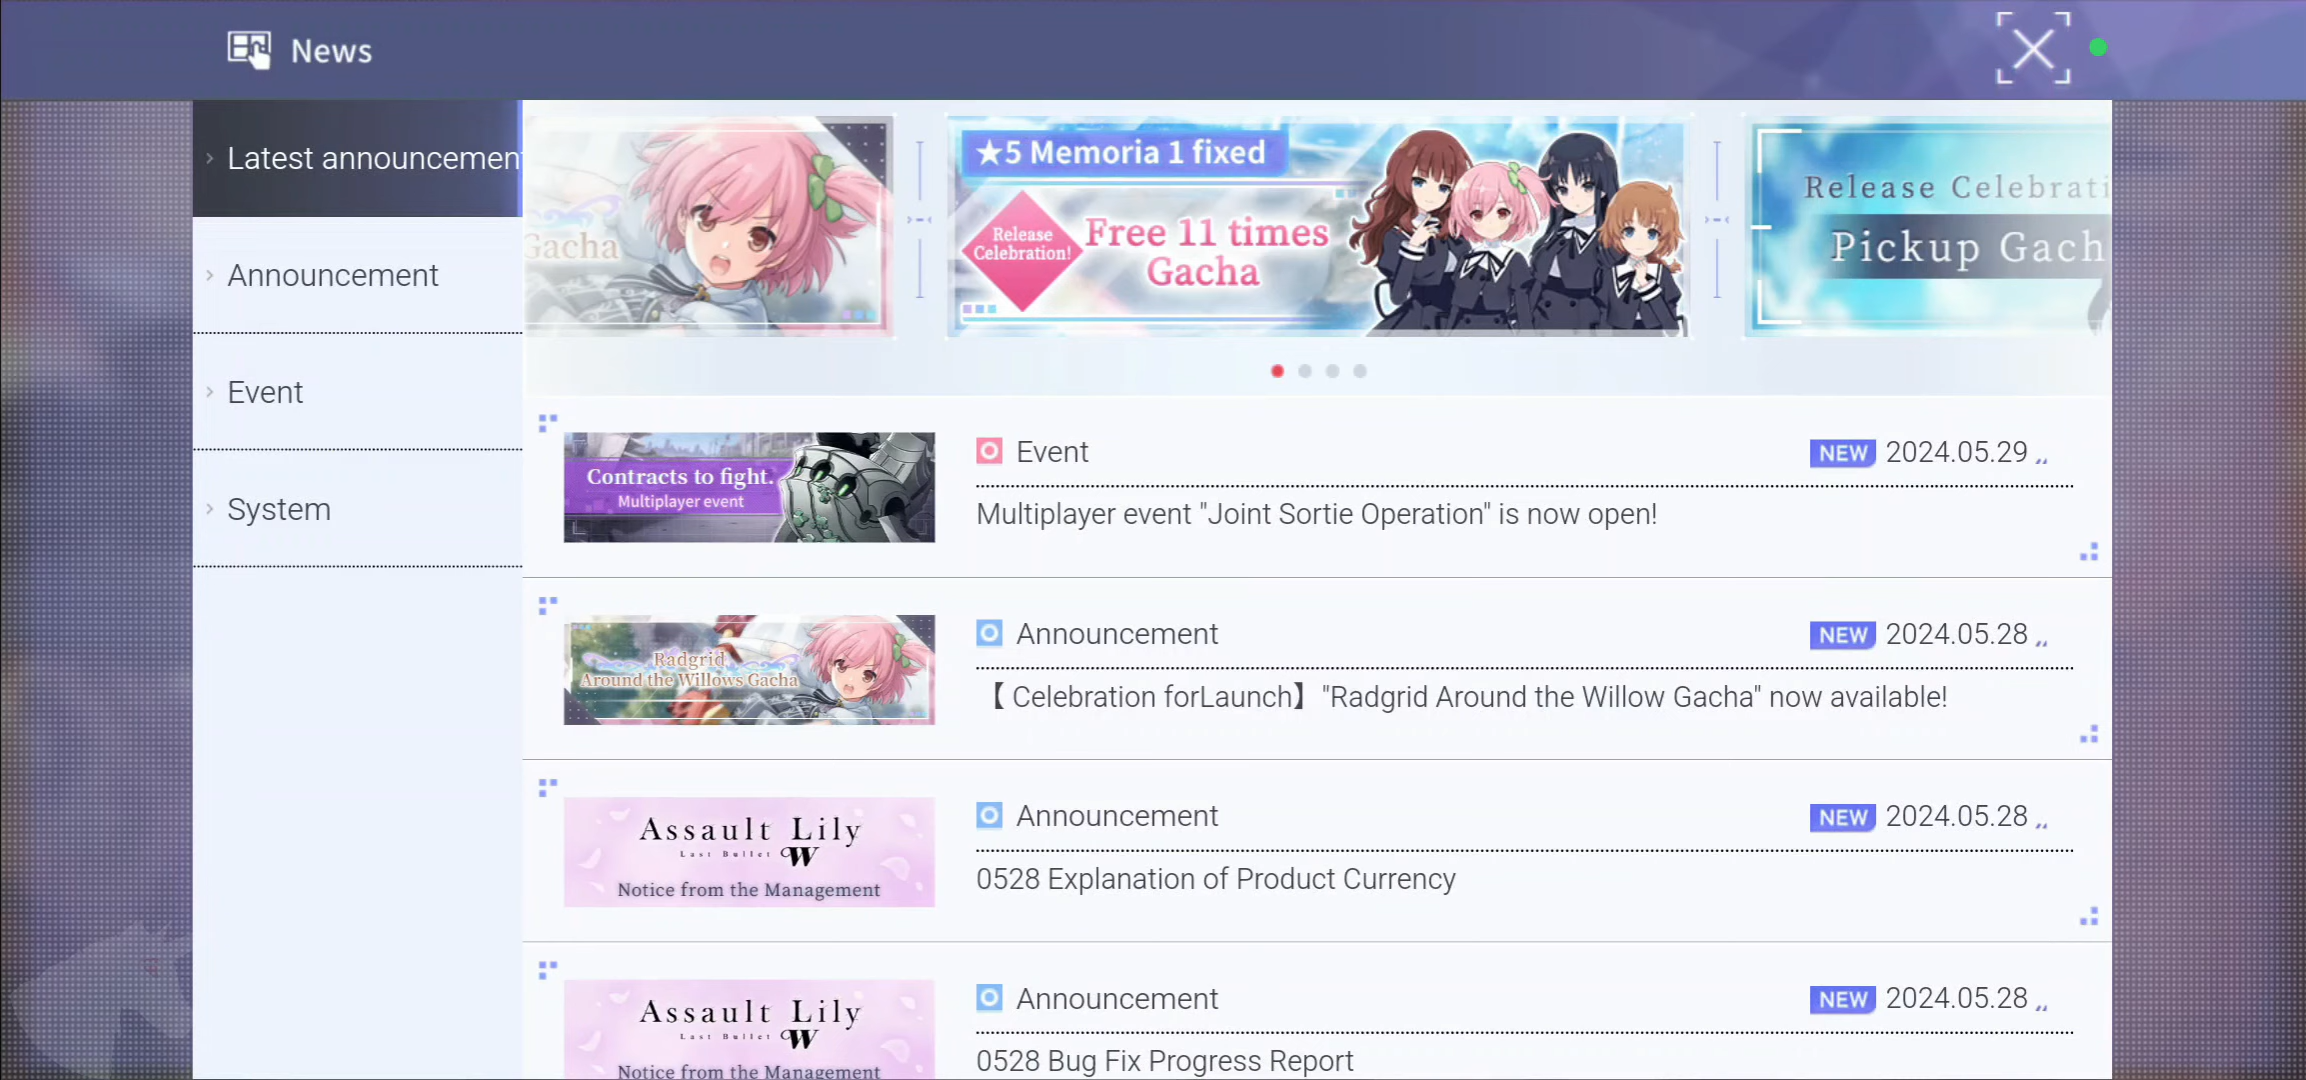 News
Latest announcement
Announcement
Event
System
Gacha
★5 Memoria 1 fixed
Release
Celebration!
Free 11 times
Gacha
Release Celebrati
Pickup Gach
Contracts to fight.
Multiplayer event
Event
NEW 2024.05.29
Multiplayer event "Joint Sortie Operation" is now open!
Radgrid
Around the Willows Gacha
Announcement
NEW 2024.05.28
【 Celebration forLaunch】"Radgrid Around the Willow Gacha" now available!
Assault Lily
Last Bullet W
Notice from the Management
Announcement
NEW 2024.05.28
0528 Explanation of Product Currency
Assault Lily
Last Bullet W
Notice from the Management
Announcement
NEW 2024.05.28
0528 Bug Fix Progress Report